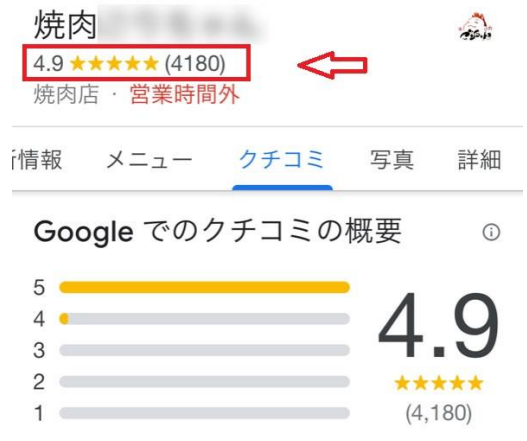 焼肉
4.9 ★★★★★ (4180)
焼肉店 · 営業時間外
情報 メニュー クチコミ 写真 詳細
Google でのクチコミの概要
5
4
3
2
1
4.9
★★★★★
(4,180)